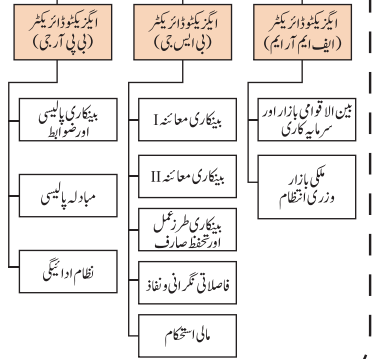 ایگزیکٹو ڈائریکٹر
(ایف ایم آر ایم)
بین الاقوامی بازار اور
سرمایہ کاری
ملکی بازار
وزری انتظام
ایگزیکٹو ڈائریکٹر
(بی ایس جی)
بینکاری معائنہ I
بینکاری معائنہ II
بینکاری طرز عمل
اور تحفظ صارف
فاصلاتی نگرانی و نفاذ
مالی استحکام
ایگزیکٹو ڈائریکٹر
(بی پی آر جی)
بینکاری پالیسی
اور ضوابط
مبادلہ پالیسی
نظام ادائیگی